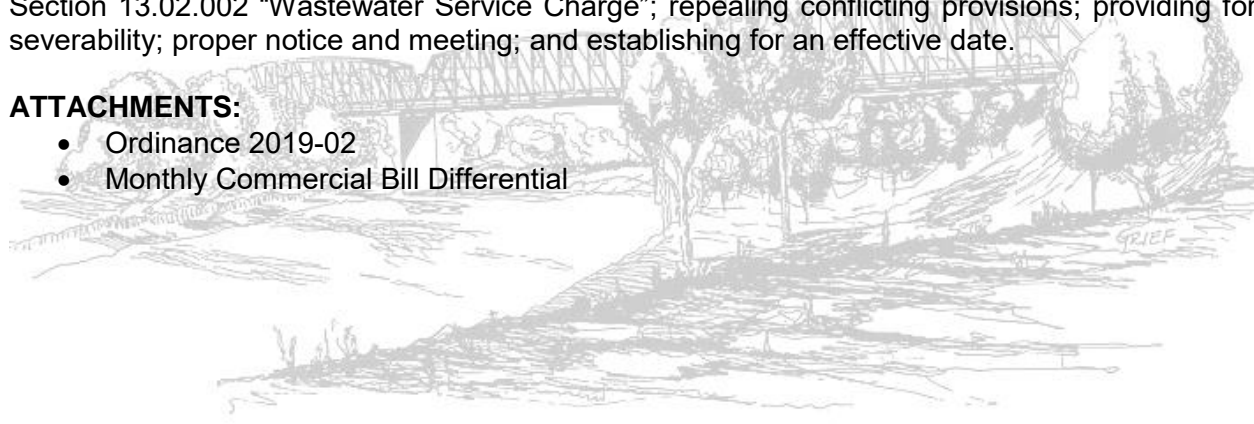 Section 13.02.002 “Wastewater Service Charge”; repealing conflicting provisions; providing for
severability; proper notice and meeting; and establishing for an effective date.
ATTACHMENTS:
• Ordinance 2019-02
• Monthly Commercial Bill Differential
GRIEF